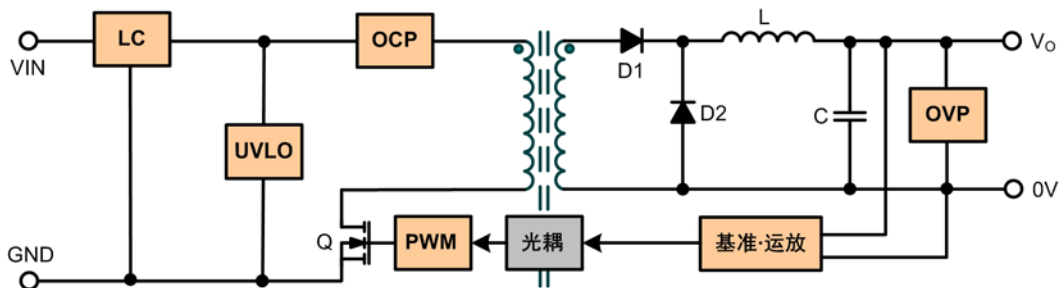 LC
VIN
OCP
UVLO
GND
Q
PWM
光耦
基准·运放
D1
D2
L
C
OVP
Vo
0V